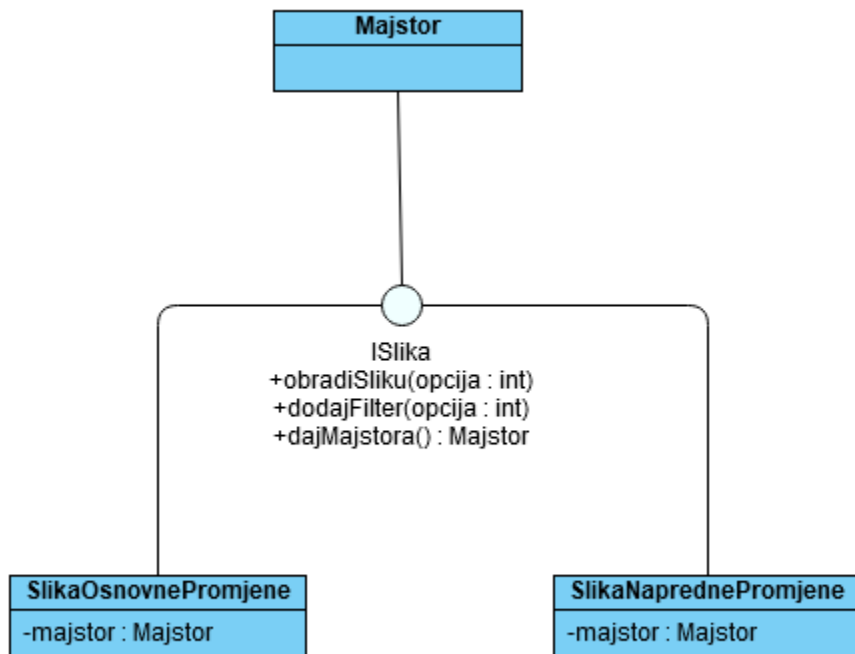 Majstor
ISlika
+obradiSliku(opcija : int)
+dodajFilter(opcija : int)
+dajMajstora() : Majstor
SlikaOsnovnePromjene
-majstor : Majstor
SlikaNaprednePromjene
-majstor : Majstor